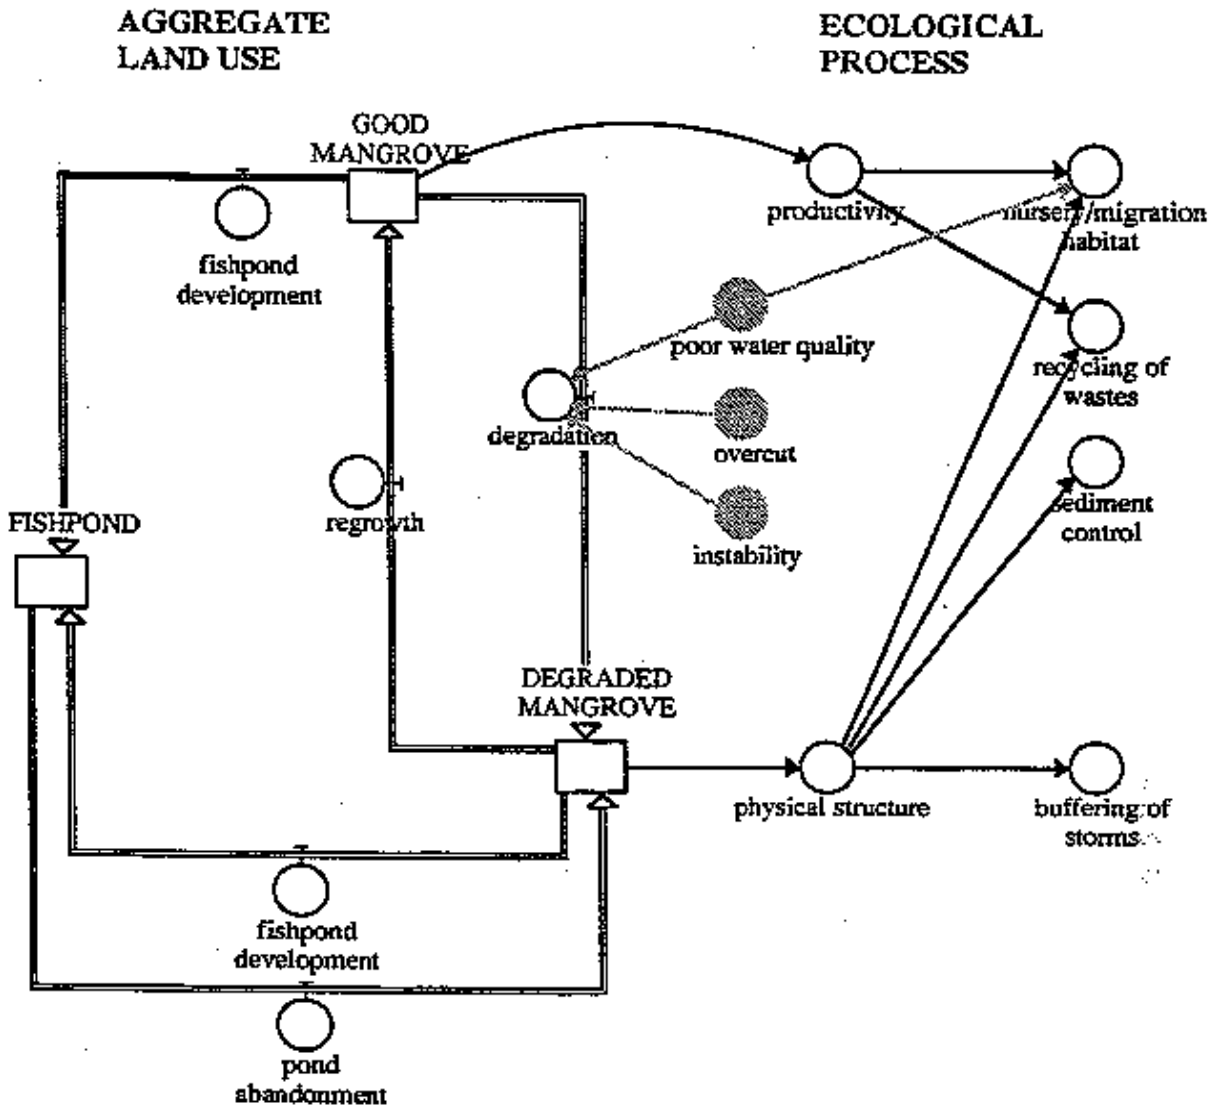 AGGREGATE
LAND USE
ECOLOGICAL
PROCESS
GOOD
MANGROVE
fishpond
development
productivity
nursery/migration
habitat
poor water quality
recycling of
wastes
degradation
overcut
regrowth
instability
sediment
control
FISHPOND
DEGRADED
MANGROVE
physical structure
buffering of
storms
fishpond
development
pond
abandonment